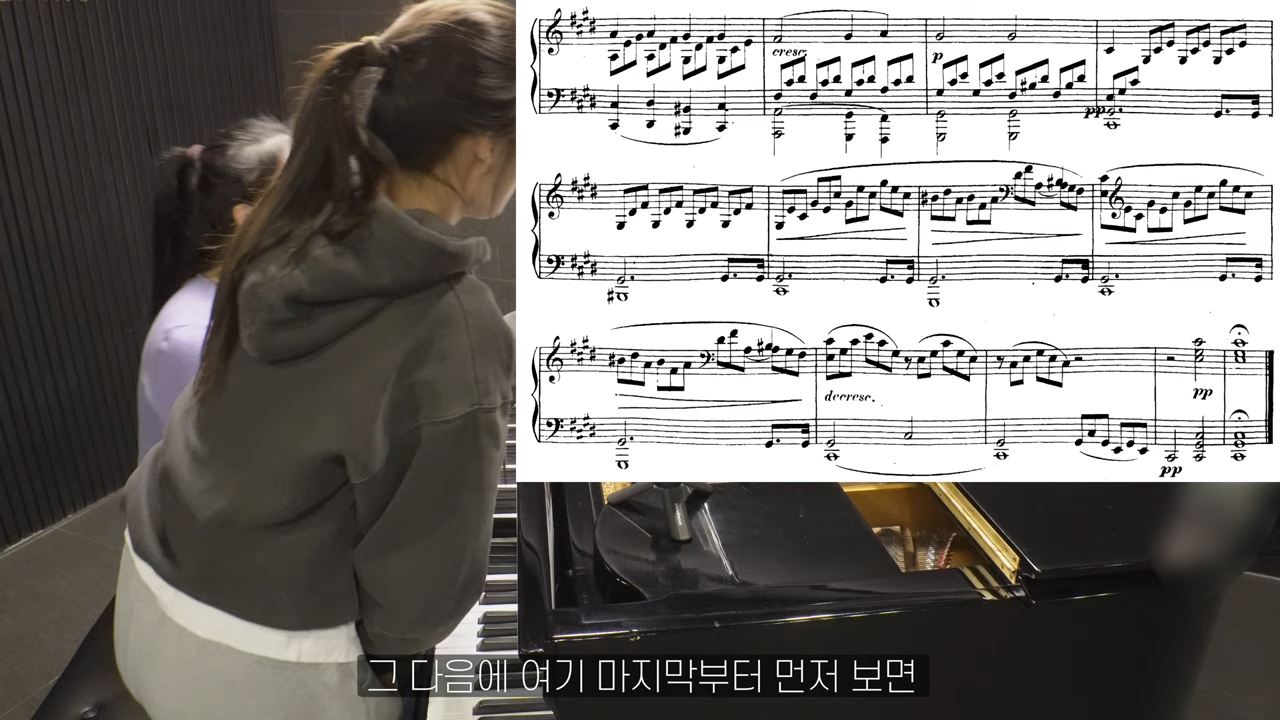 cresc.
p
pp
decresc.
pp
pp
그 다음에 여기 마지막부터 먼저 보면